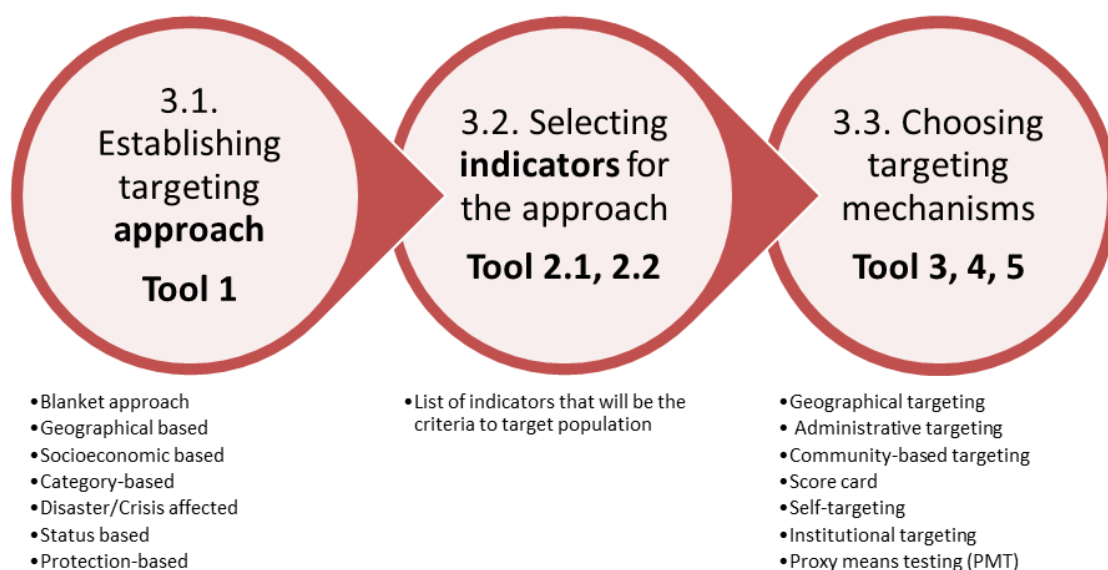 3.1.
Establishing
targeting
approach
Tool 1
3.2. Selecting
indicators for
the approach
Tool 2.1, 2.2
3.3. Choosing
targeting
mechanisms
Tool 3, 4, 5
•Blanket approach
•Geographical based
•Socioeconomic based
•Category-based
•Disaster/Crisis affected
•Status based
•Protection-based
•List of indicators that will be the
criteria to target population
•Geographical targeting
• Administrative targeting
•Community-based targeting
•Score card
•Self-targeting
•Institutional targeting
•Proxy means testing (PMT)